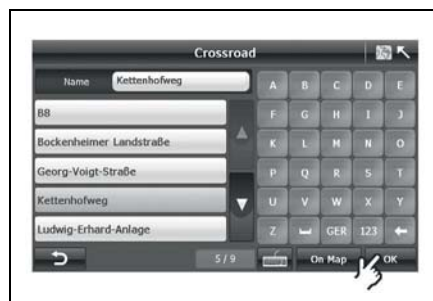 Crossroad
Name Kettenhofweg
A B C D E
B8
F G H I J
Bockenheimer Landstraße
K L M N O
Georg-Voigt-Straße
P Q R S T
Kettenhofweg
U V W X Y
Ludwig-Erhard-Anlage
Z GER 123
5 / 9
On Map
OK